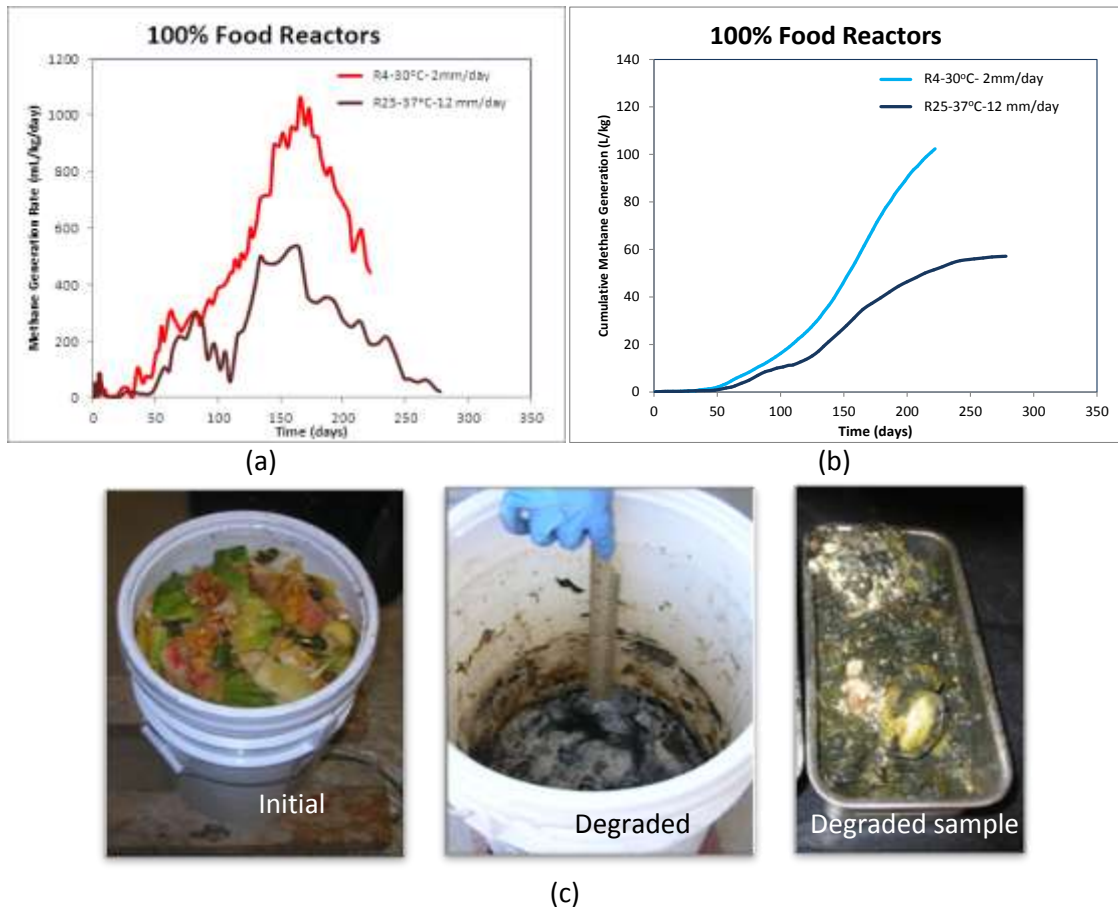 100% Food Reactors
Methane Generation Rate (mL/kg/day)
1200
1000
800
600
400
200
0
R4-30°C- 2mm/day
R25-37°C-12 mm/day
0 50 100 150 200 250 300 350
Time (days)
(a)
100% Food Reactors
Cumulative Methane Generation (L/kg)
140
120
100
80
60
40
20
0
R4-30°C- 2mm/day
R25-37°C-12 mm/day
0 50 100 150 200 250 300 350
Time (days)
(b)
Initial
Degraded
Degraded sample
(c)